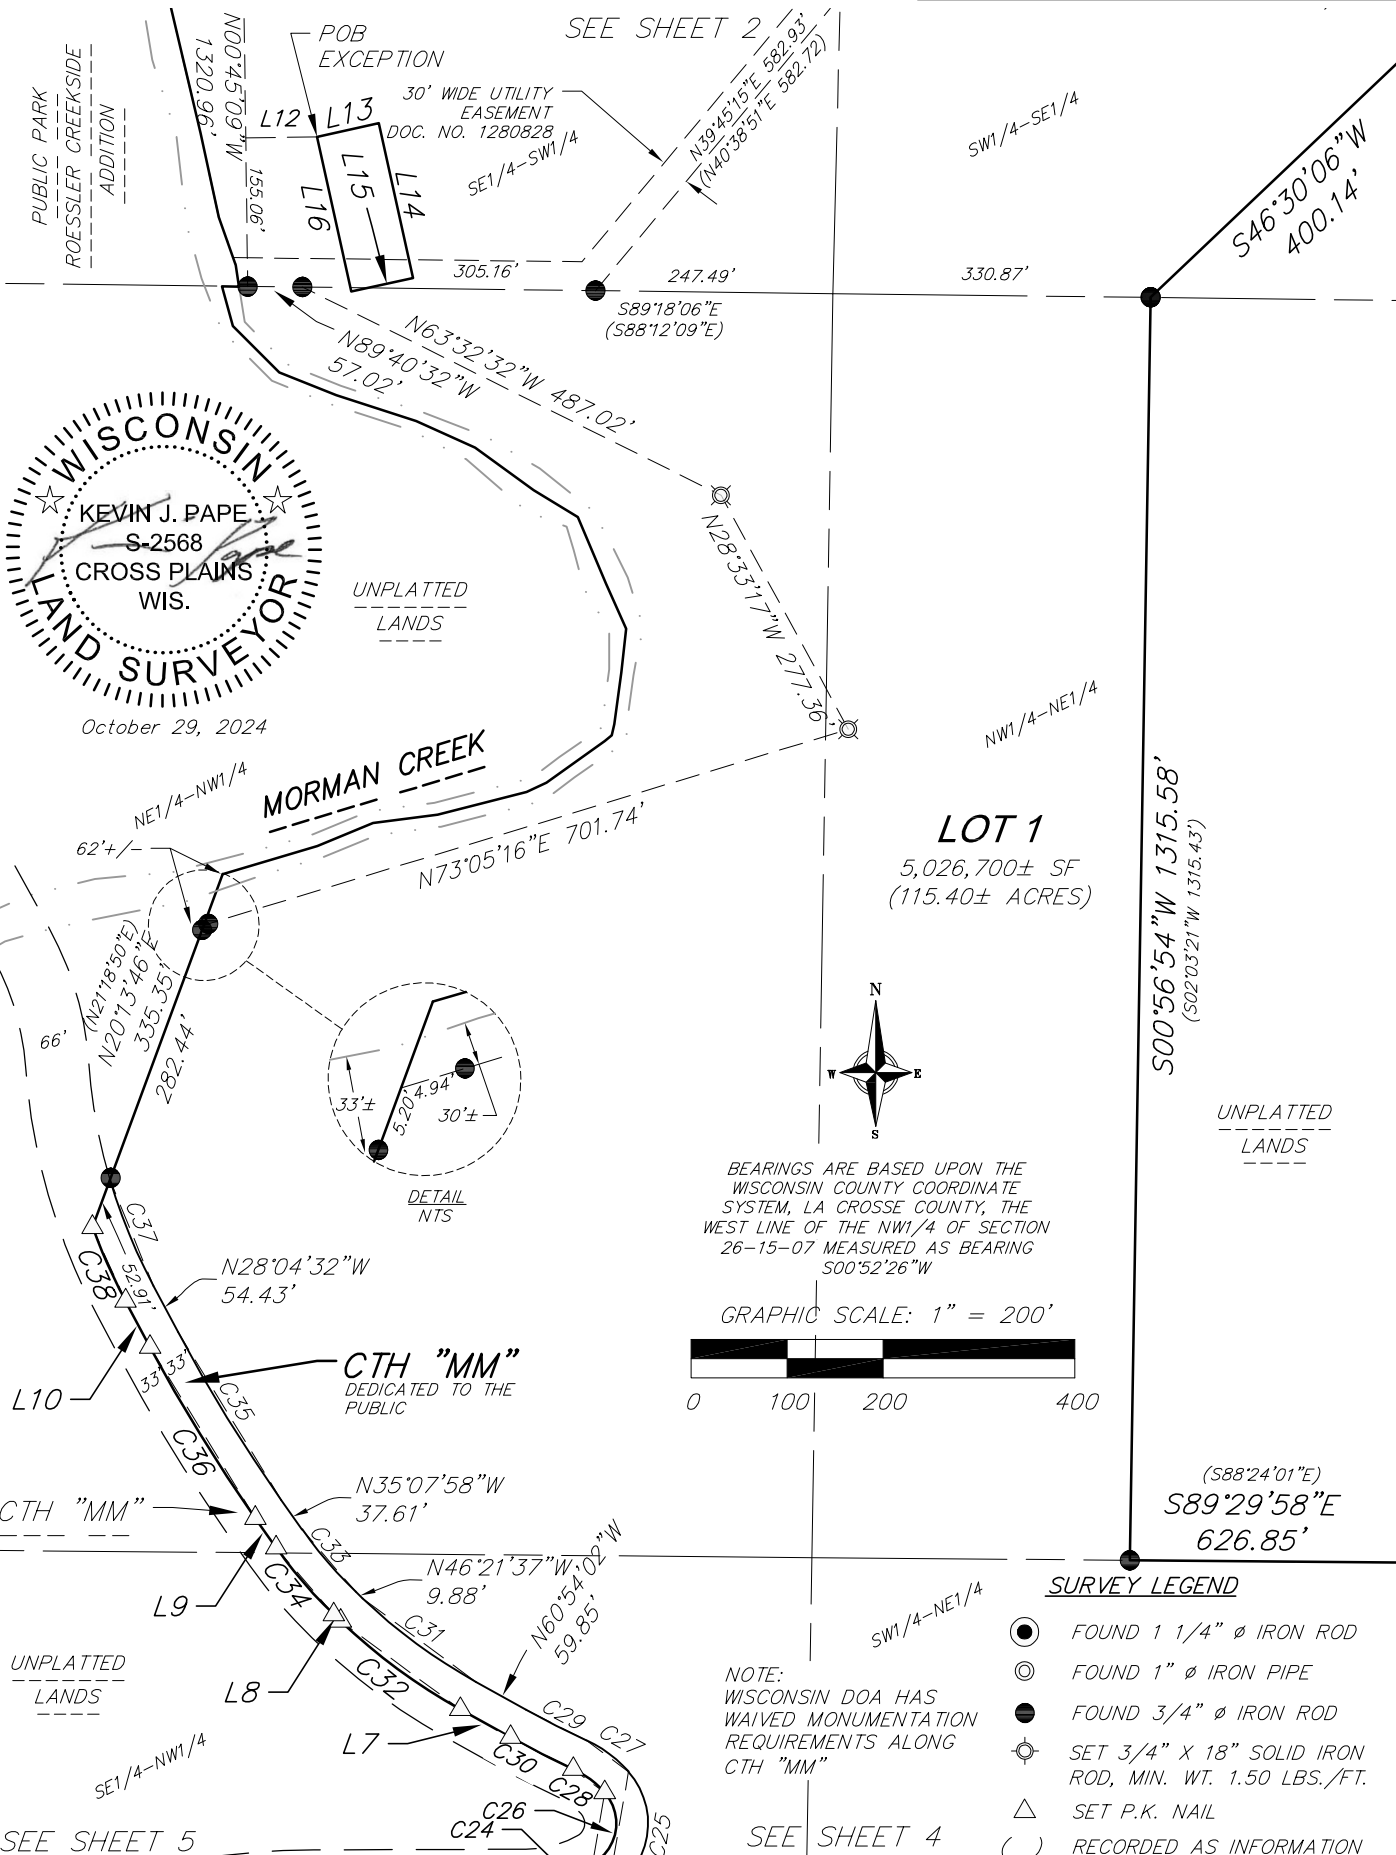 SEE SHEET 2
POB
EXCEPTION
30' WIDE UTILITY
EASEMENT
DOC. NO. 1280828
N00°45'09"W
1320.96'
155.06'
PUBLIC PARK
ROESSLER CREEKSIDE
ADDITION
L12
L13
L14
L15
L16
SE1/4-SW1/4
N39°45'15"E 582.93'
(N40°38'51"E 582.72)
SW1/4-SE1/4
S46°30'06"W
400.14'
305.16'
247.49'
330.87'
S89°18'06"E
(S88°12'09"E)
N63°32'32"W 487.02'
N89°40'32"W
57.02'
WISCONSIN
KEVIN J. PAPE
S-2568
CROSS PLAINS
WIS.
LAND SURVEYOR
October 29, 2024
UNPLATTED
LANDS
N28°33'17"W 277.36'
NW1/4-NE1/4
MORMAN CREEK
NE1/4-NW1/4
62'+/-
N73°05'16"E 701.74'
LOT 1
5,026,700± SF
(115.40± ACRES)
S00°56'54"W 1315.58'
(S02°03'21"W 1315.43')
(N21°18'50"E)
N20°13'46"E
335.35'
282.44'
66'
33'±
5.20'
4.94'
30'±
DETAIL
NTS
N
W
E
S
UNPLATTED
LANDS
BEARINGS ARE BASED UPON THE
WISCONSIN COUNTY COORDINATE
SYSTEM, LA CROSSE COUNTY, THE
WEST LINE OF THE NW1/4 OF SECTION
26-15-07 MEASURED AS BEARING
S00°52'26"W
GRAPHIC SCALE: 1" = 200'
0 100 200 400
C37
C38
52.91'
N28°04'32"W
54.43'
L10
33'
33'
CTH "MM"
DEDICATED TO THE
PUBLIC
C35
C36
N35°07'58"W
37.61'
CTH "MM"
C33
L9
C34
N46°21'37"W
9.88'
N60°54'02"W
59.85'
C31
L8
C32
UNPLATTED
LANDS
L7
C29
C30
C27
C28
C26
C24
C25
SE1/4-NW1/4
SEE SHEET 5
SW1/4-NE1/4
NOTE:
WISCONSIN DOA HAS
WAIVED MONUMENTATION
REQUIREMENTS ALONG
CTH "MM"
SEE SHEET 4
(S88°24'01"E)
S89°29'58"E
626.85'
SURVEY LEGEND
FOUND 1 1/4" ø IRON ROD
FOUND 1" ø IRON PIPE
FOUND 3/4" ø IRON ROD
SET 3/4" X 18" SOLID IRON
ROD, MIN. WT. 1.50 LBS./FT.
SET P.K. NAIL
( ) RECORDED AS INFORMATION